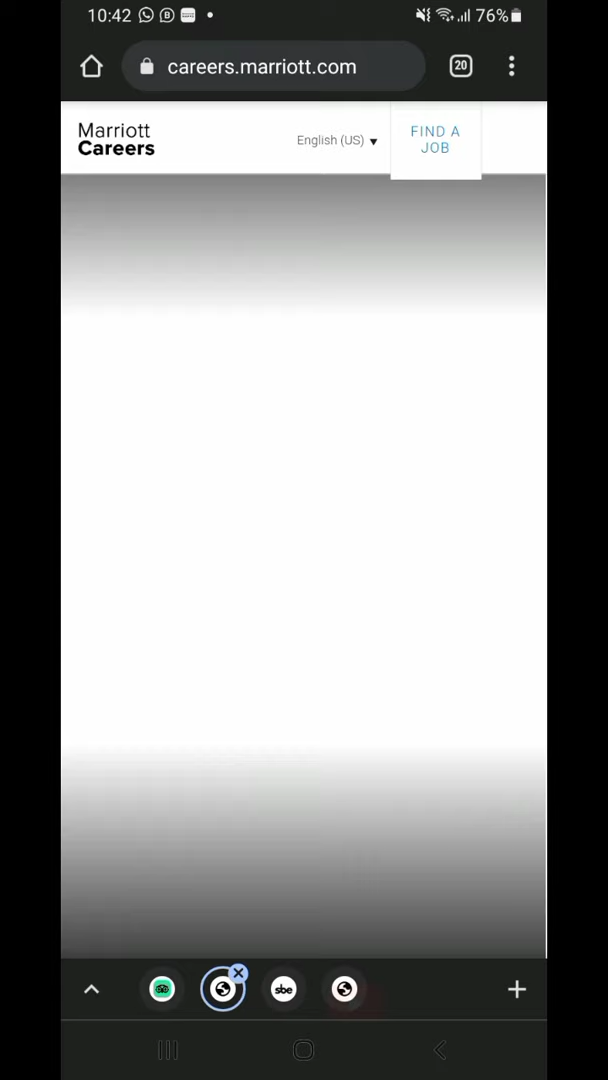 10:42
76%
careers.marriott.com
20
Marriott
Careers
English (US)
FIND A
JOB
sbe